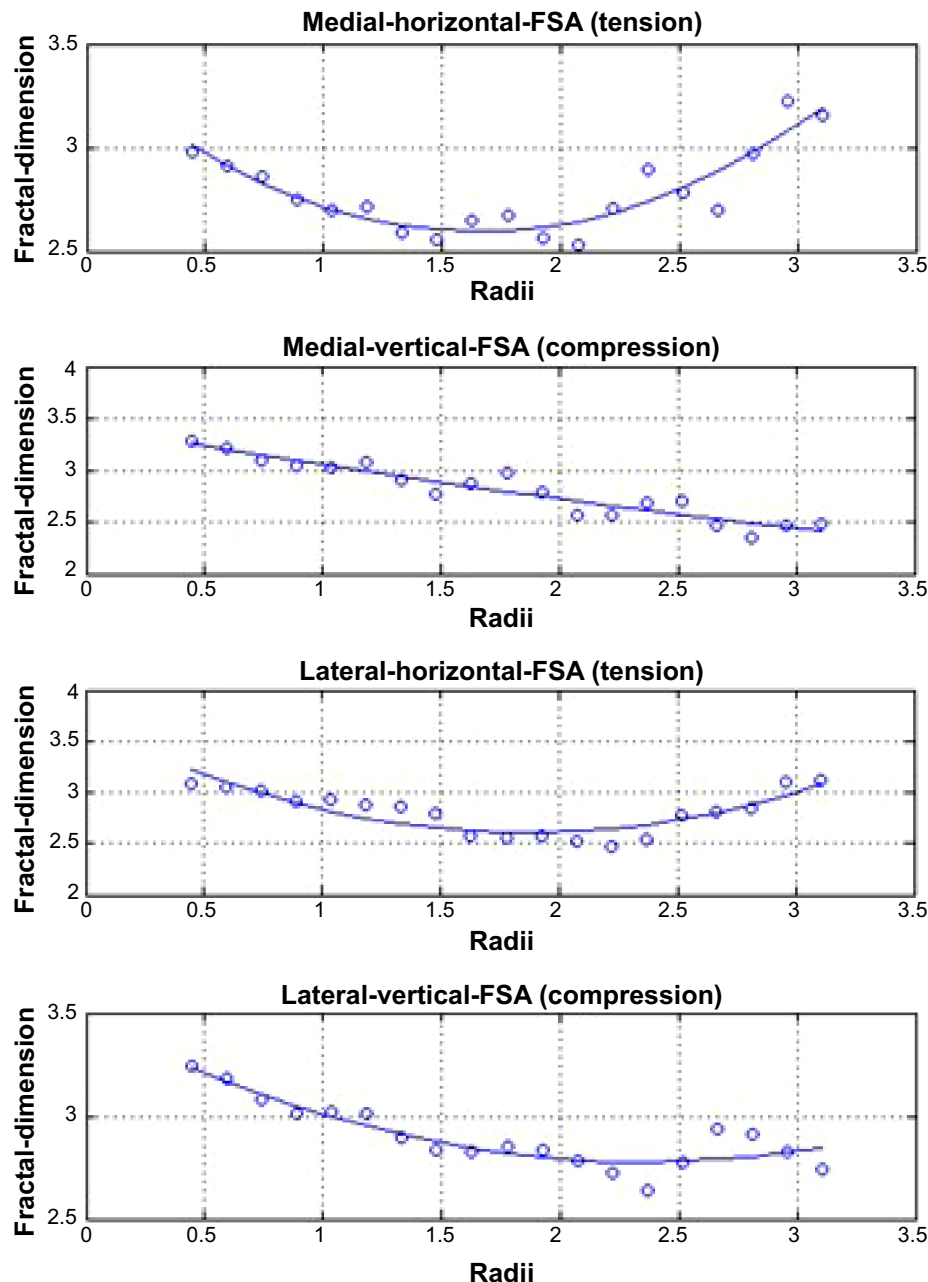 Medial-horizontal-FSA (tension)
3.5
3
2.5
Fractal-dimension
0 0.5 1 1.5 2 2.5 3 3.5
Radii
Medial-vertical-FSA (compression)
4
3.5
3
2.5
2
Fractal-dimension
0 0.5 1 1.5 2 2.5 3 3.5
Radii
Lateral-horizontal-FSA (tension)
4
3.5
3
2.5
2
Fractal-dimension
0 0.5 1 1.5 2 2.5 3 3.5
Radii
Lateral-vertical-FSA (compression)
3.5
3
2.5
Fractal-dimension
0 0.5 1 1.5 2 2.5 3 3.5
Radii